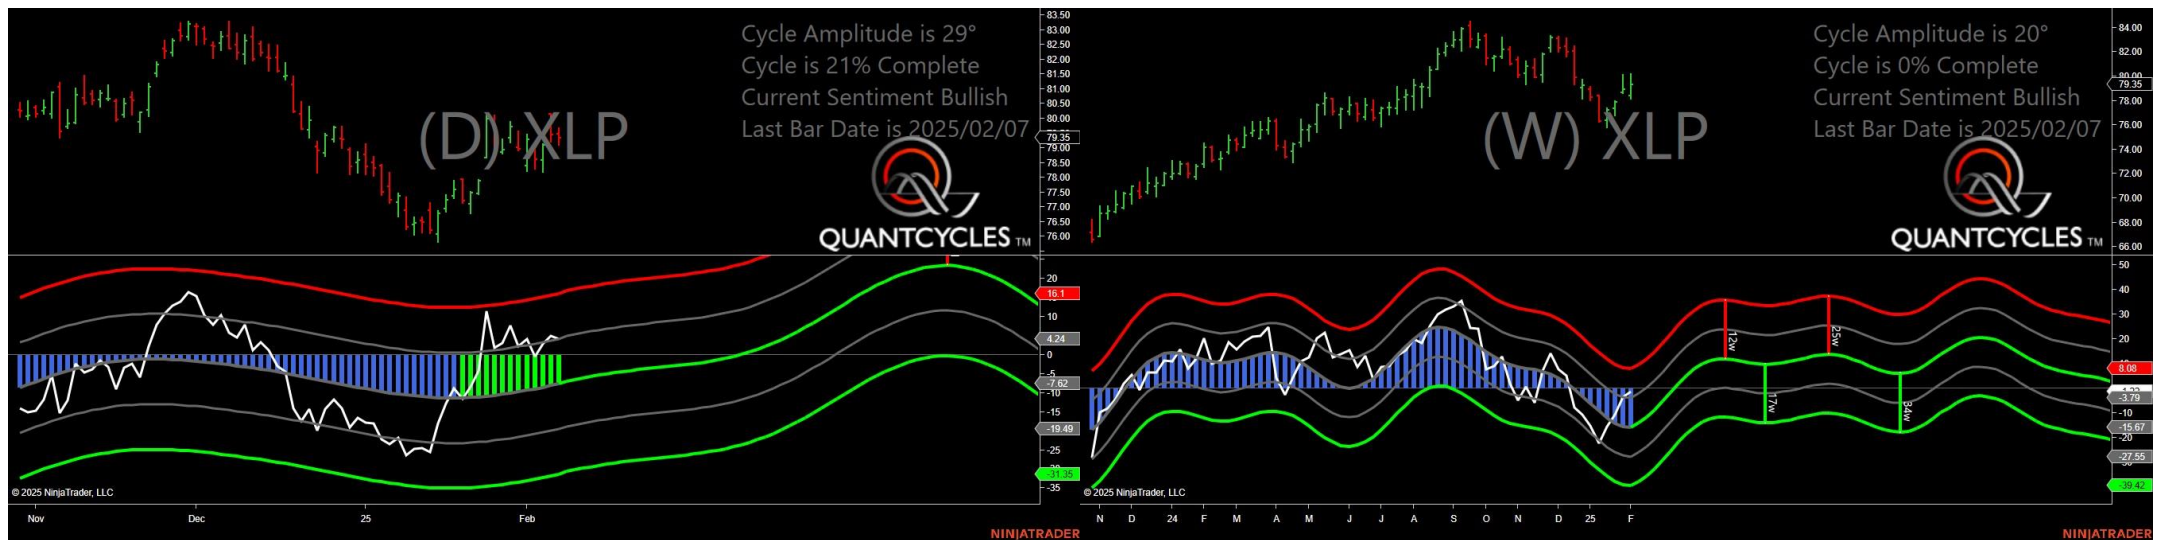 Cycle Amplitude is 29°
Cycle is 21% Complete
Current Sentiment Bullish
Last Bar Date is 2025/02/07
(D) XLP
QUANTCYCLES TM
83.50
83.00
82.50
82.00
81.50
81.00
80.50
80.00
79.35
79.00
78.50
78.00
77.50
77.00
76.50
76.00
20
16.1
10
4.24
0
-5
-7.62
-10
-15
-19.49
-25
-31.35
-35
© 2025 NinjaTrader, LLC
Nov
Dec
25
Feb
NINJATRADER
Cycle Amplitude is 20°
Cycle is 0% Complete
Current Sentiment Bullish
Last Bar Date is 2025/02/07
(W) XLP
QUANTCYCLES TM
84.00
82.00
80.00
79.35
78.00
76.00
74.00
72.00
70.00
68.00
66.00
50
40
30
20
8.08
-3.79
-10
-15.67
-20
-27.55
-39.42
12w
25w
17w
34w
© 2025 NinjaTrader, LLC
N D 24 F M A M J J A S O N D 25 F
NINJATRADER